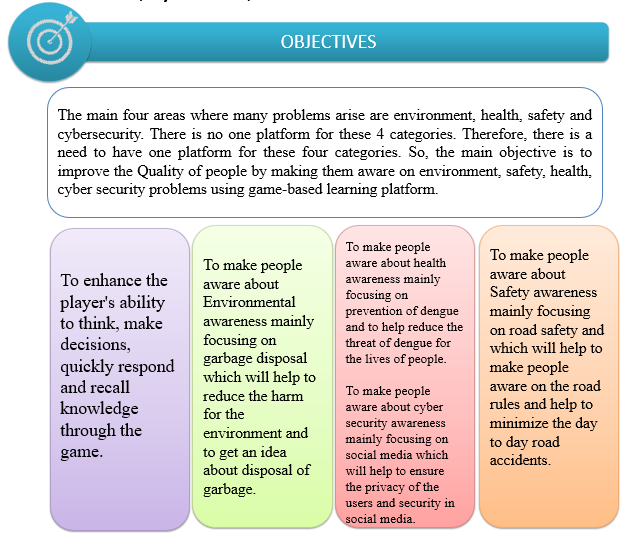 OBJECTIVES
The main four areas where many problems arise are environment, health, safety and
cybersecurity. There is no one platform for these 4 categories. Therefore, there is a
need to have one platform for these four categories. So, the main objective is to
improve the Quality of people by making them aware on environment, safety, health,
cyber security problems using game-based learning platform.
To enhance the
player's ability
to think, make
decisions,
quickly respond
and recall
knowledge
through the
game.
To make people
aware about
Environmental
awareness mainly
focusing on
garbage disposal
which will help to
reduce the harm
for the
environment and
to get an idea
about disposal of
garbage.
To make people
aware about health
awareness mainly
focusing on
prevention of dengue
and to help reduce the
threat of dengue for
the lives of people.
To make people
aware about cyber
security awareness
mainly focusing on
social media which
will help to ensure
the privacy of the
users and security in
social media.
To make people
aware about
Safety awareness
mainly focusing
on road safety and
which will help to
make people
aware on the road
rules and help to
minimize the day
to day road
accidents.